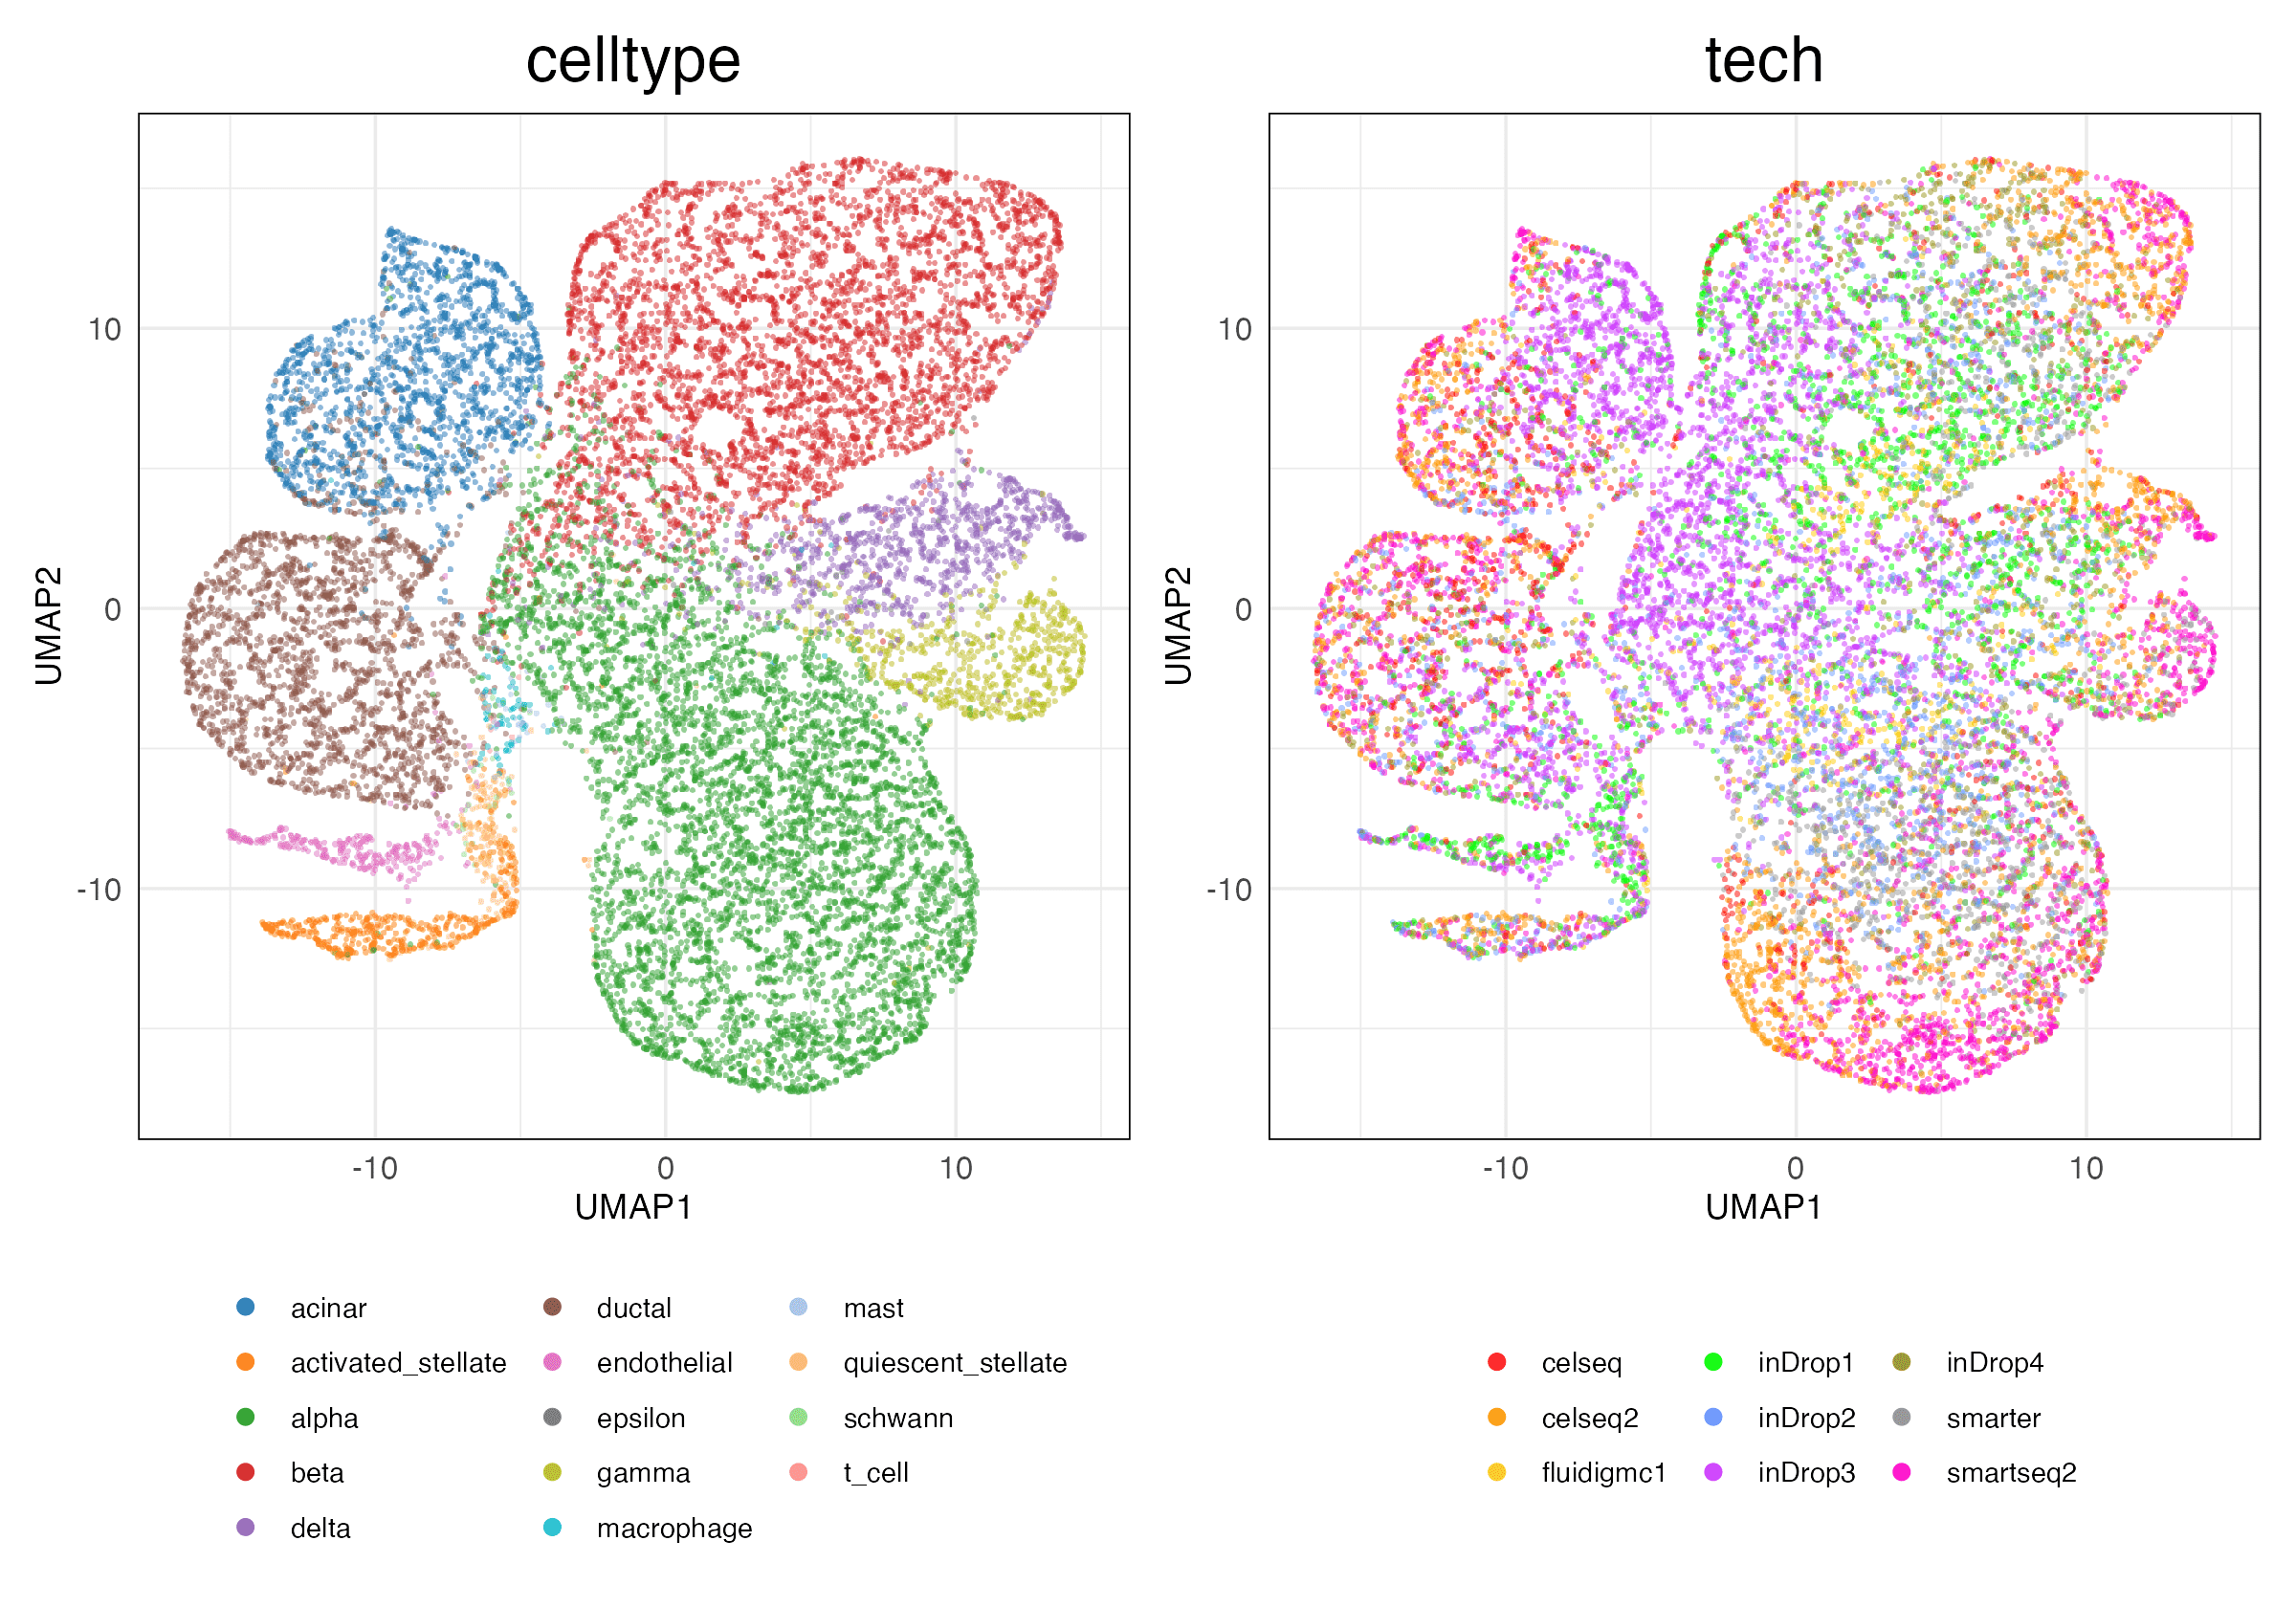 celltype
UMAP2
10
0
-10
-10 0 10
UMAP1
acinar ductal mast
activated_stellate endothelial quiescent_stellate
alpha epsilon schwann
beta gamma t_cell
delta macrophage
tech
UMAP2
10
0
-10
-10 0 10
UMAP1
celseq inDrop1 inDrop4
celseq2 inDrop2 smarter
fluidigmc1 inDrop3 smartseq2